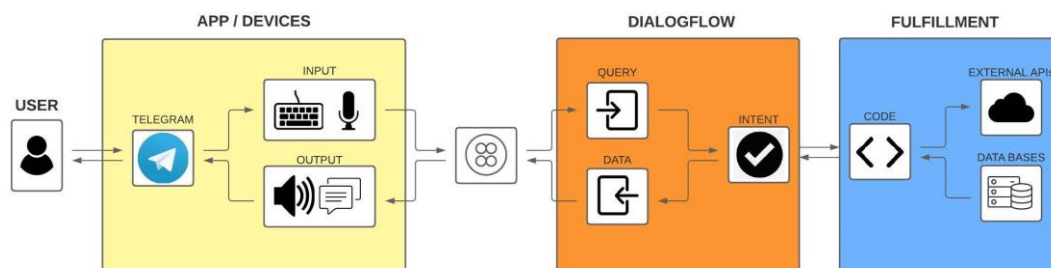 APP / DEVICES
DIALOGFLOW
FULFILLMENT
USER
TELEGRAM
INPUT
OUTPUT
QUERY
DATA
INTENT
CODE
EXTERNAL APIs
DATA BASES